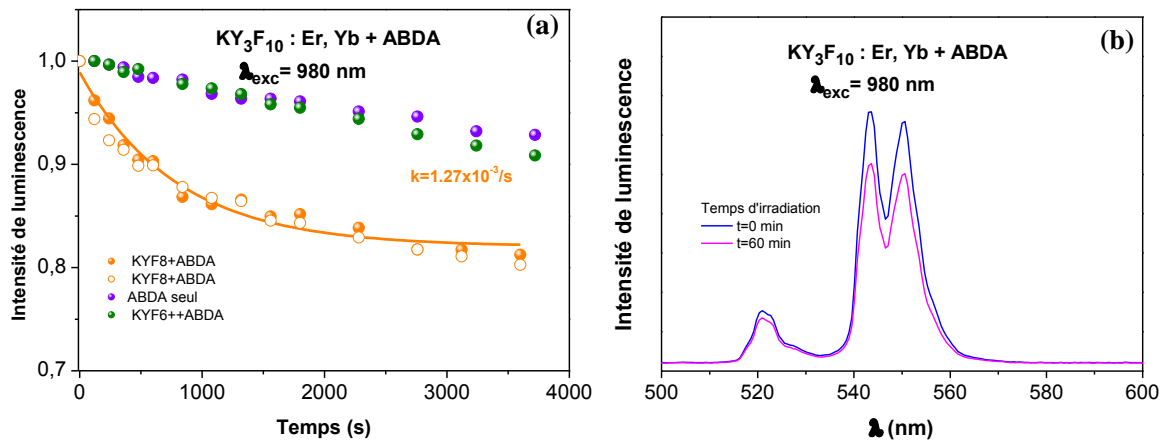 (a)
KY₃F₁₀ : Er, Yb + ABDA
λexc= 980 nm
Intensité de luminescence
1,0
0,9
0,8
0,7
k=1.27x10⁻³/s
KYF8+ABDA
KYF8+ABDA
ABDA seul
KYF6++ABDA
0 1000 2000 3000 4000
Temps (s)
(b)
KY₃F₁₀ : Er, Yb + ABDA
λexc= 980 nm
Intensité de luminescence
Temps d'irradiation
t=0 min
t=60 min
500 520 540 560 580 600
λ (nm)